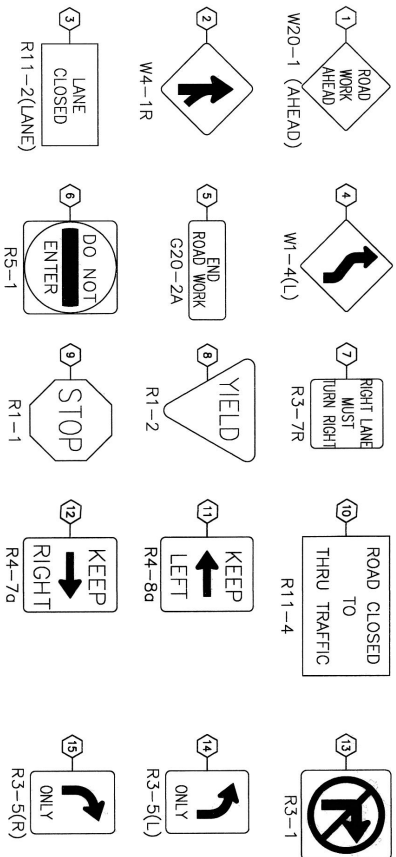 1
ROAD
WORK
AHEAD
W20-1 (AHEAD)
2
W4-1R
3
LANE
CLOSED
R11-2(LANE)
4
W1-4(L)
5
END
ROAD WORK
G20-2A
6
DO NOT
ENTER
R5-1
7
RIGHT LANE
MUST
TURN RIGHT
R3-7R
8
YIELD
R1-2
9
STOP
R1-1
10
ROAD CLOSED
TO
THRU TRAFFIC
R11-4
11
KEEP
LEFT
R4-8a
12
KEEP
RIGHT
R4-7a
13
R3-1
14
ONLY
R3-5(L)
15
ONLY
R3-5(R)